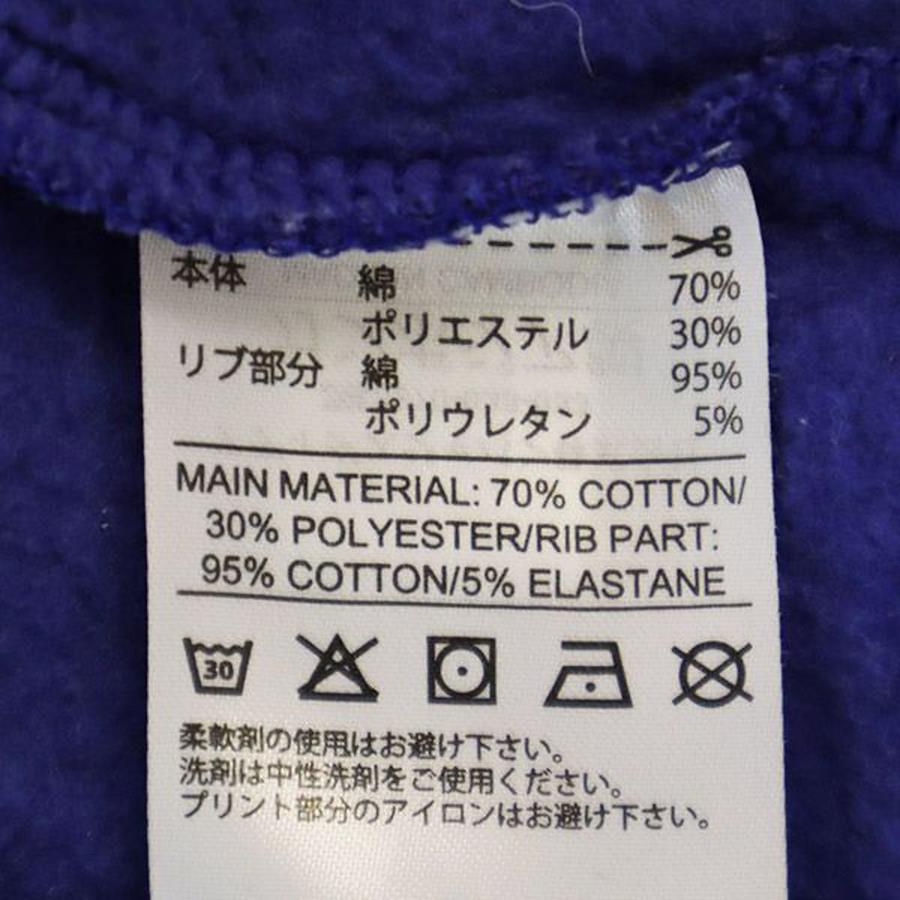 本体 綿 70%
ポリエステル 30%
リブ部分 綿 95%
ポリウレタン 5%
MAIN MATERIAL: 70% COTTON/
30% POLYESTER/RIB PART:
95% COTTON/5% ELASTANE
30
柔軟剤の使用はお避け下さい。
洗剤は中性洗剤をご使用ください。
プリント部分のアイロンはお避け下さい。